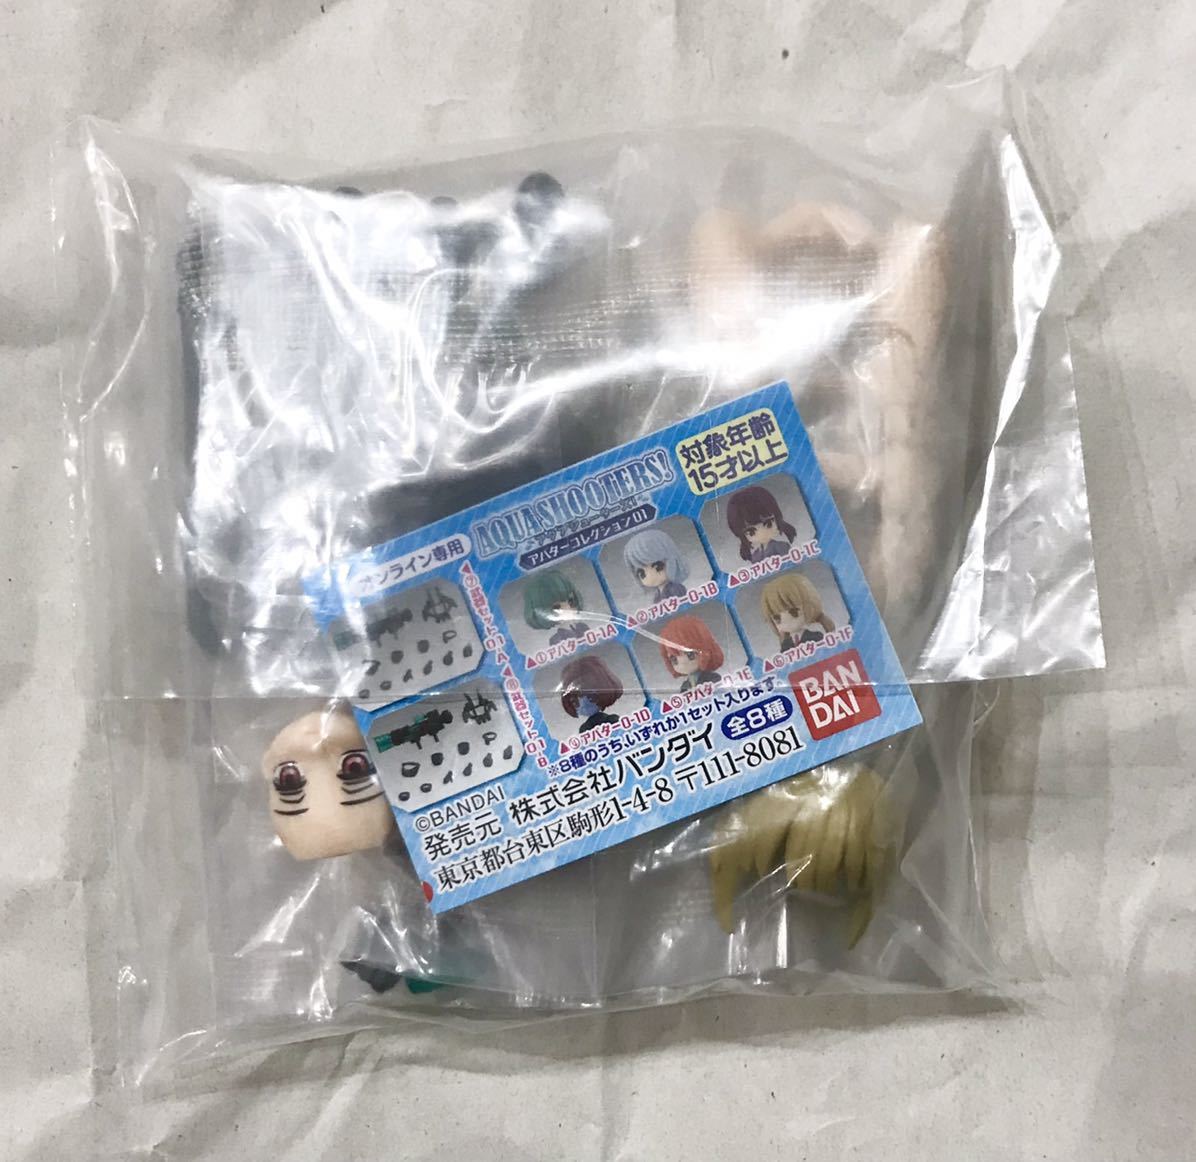 オンライン専用
AQUA SHOOTERS!
アクアシューターズ!
アバターコレクション01
対象年齢
15才以上
▲①アバター0-1A
▲②アバター0-1B
▲③アバター0-1C
▲④アバター0-1D
▲⑤アバター0-1E
▲⑥アバター0-1F
▲⑦武器セット01A
▲⑧武器セット01B
※8種のうち、いずれか1セット入ります。
全8種
BAN
DAI
©BANDAI
発売元 株式会社バンダイ
東京都台東区駒形1-4-8 〒111-8081